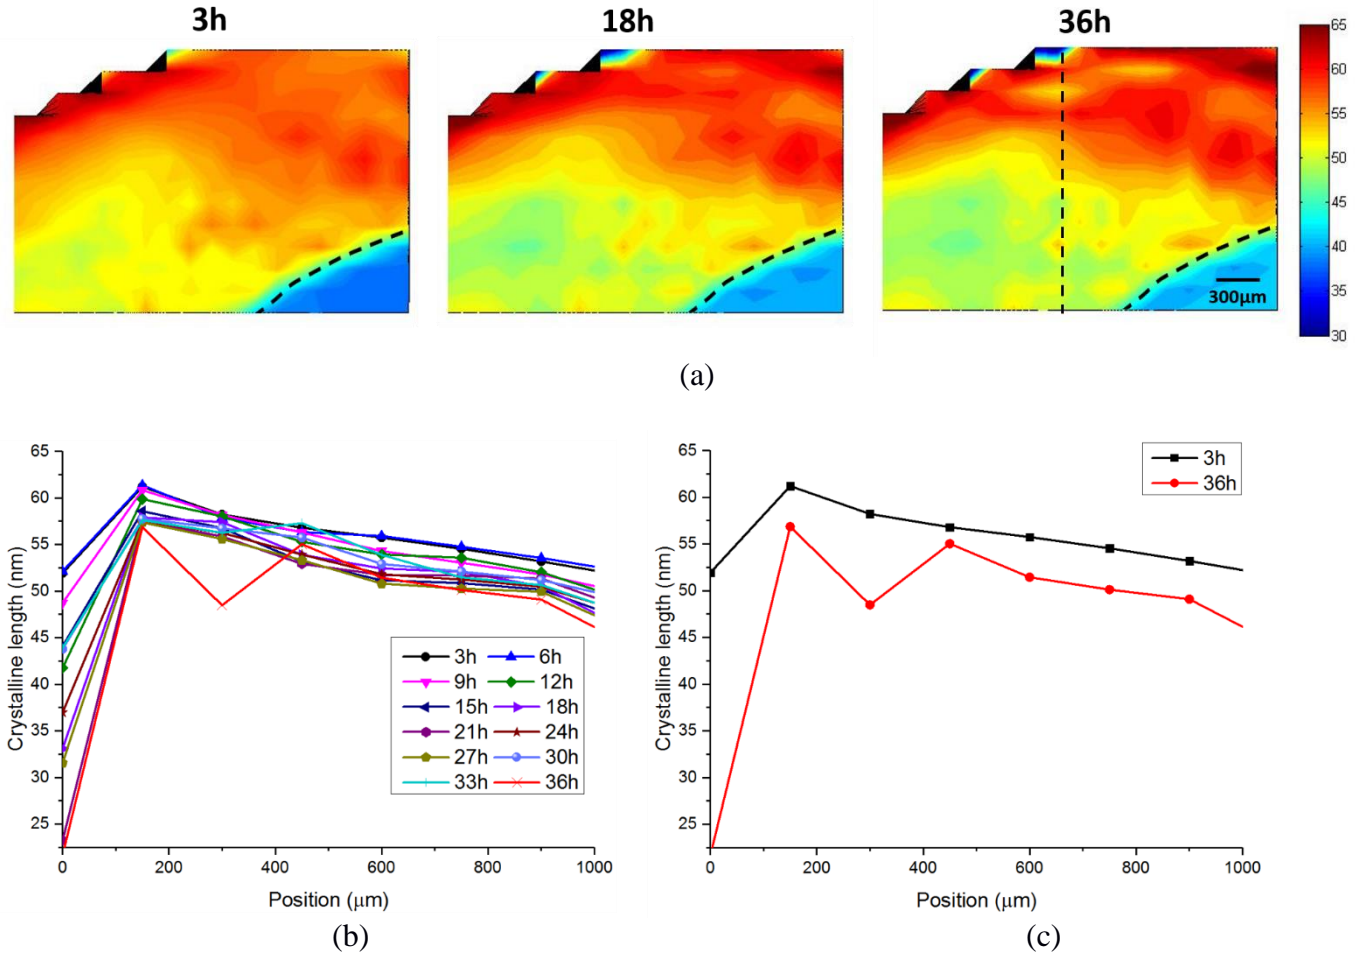 3h 18h 36h
65
60
55
50
45
40
35
30
300μm
(a)
65
60
55
50
45
40
35
30
25
Crystalline length (nm)
3h 6h
9h 12h
15h 18h
21h 24h
27h 30h
33h 36h
0 200 400 600 800 1000
Position (μm)
(b)
65
60
55
50
45
40
35
30
25
Crystalline length (nm)
3h
36h
0 200 400 600 800 1000
Position (μm)
(c)